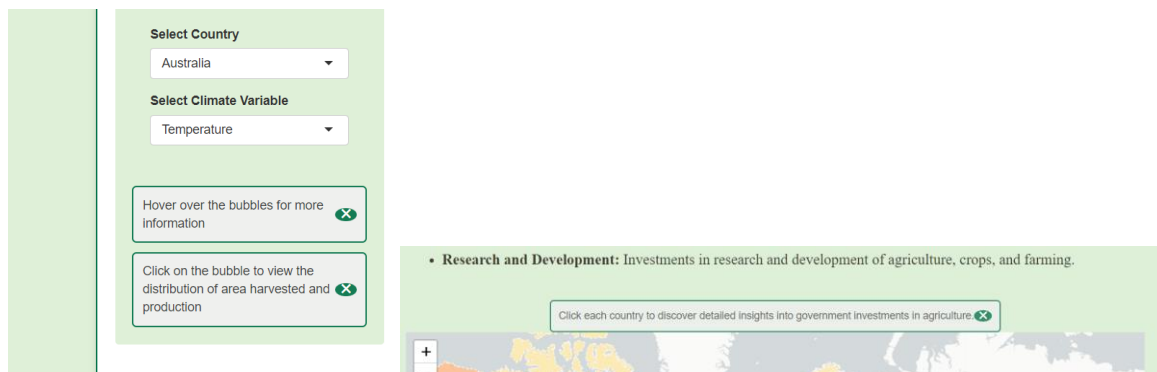 Select Country
Australia
Select Climate Variable
Temperature
Hover over the bubbles for more
information
X
Click on the bubble to view the
distribution of area harvested and
production
X
• Research and Development: Investments in research and development of agriculture, crops, and farming.
Click each country to discover detailed insights into government investments in agriculture. X
+